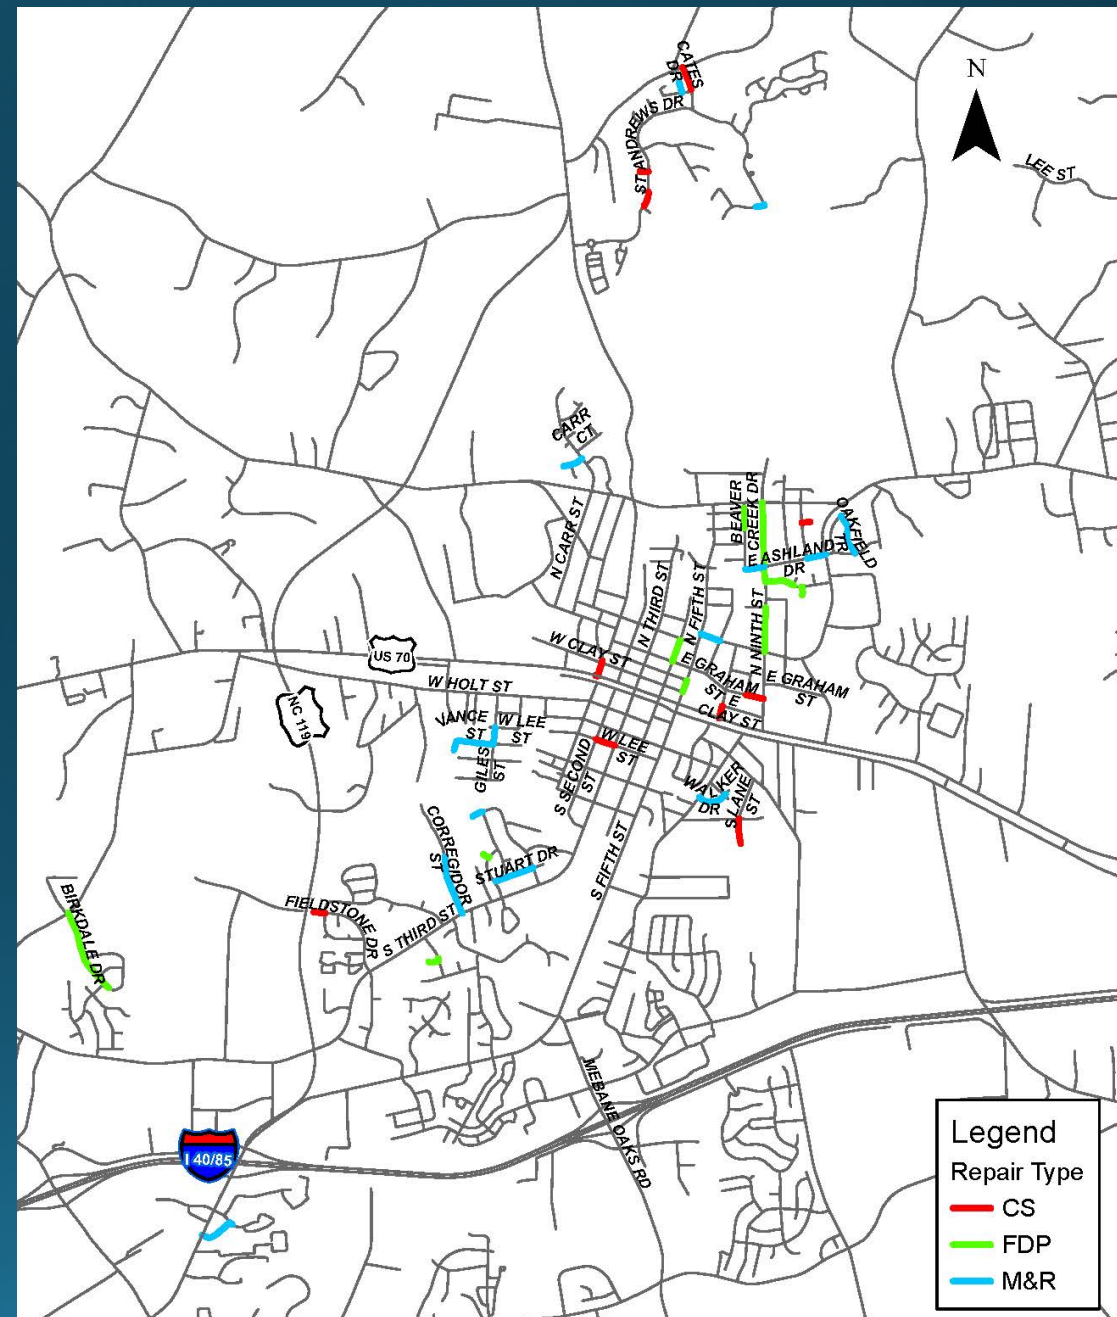 CATES
DR
N
ST ANDREWS DR
LEE ST
CARR
CT
BEAVER
CREEK DR
OAKFIELD
N CARR ST
ASHLAND
DR
N THIRD ST
N FIFTH ST
N NINTH ST
W CLAY ST
US 70
E GRAHAM
ST
E GRAHAM
ST
W HOLT ST
E
CLAY ST
NC 119
VANCE
ST
W LEE
ST
GILES
ST
W LEE
ST
S SECOND
ST
WALKER
DR
S LANE
ST
CORREGIDOR
ST
STUART DR
S FIFTH ST
BIRKDALE DR
FIELDSTONE DR
S THIRD ST
MEBANE OAKS RD
I 40/85
Legend
Repair Type
CS
FDP
M&R